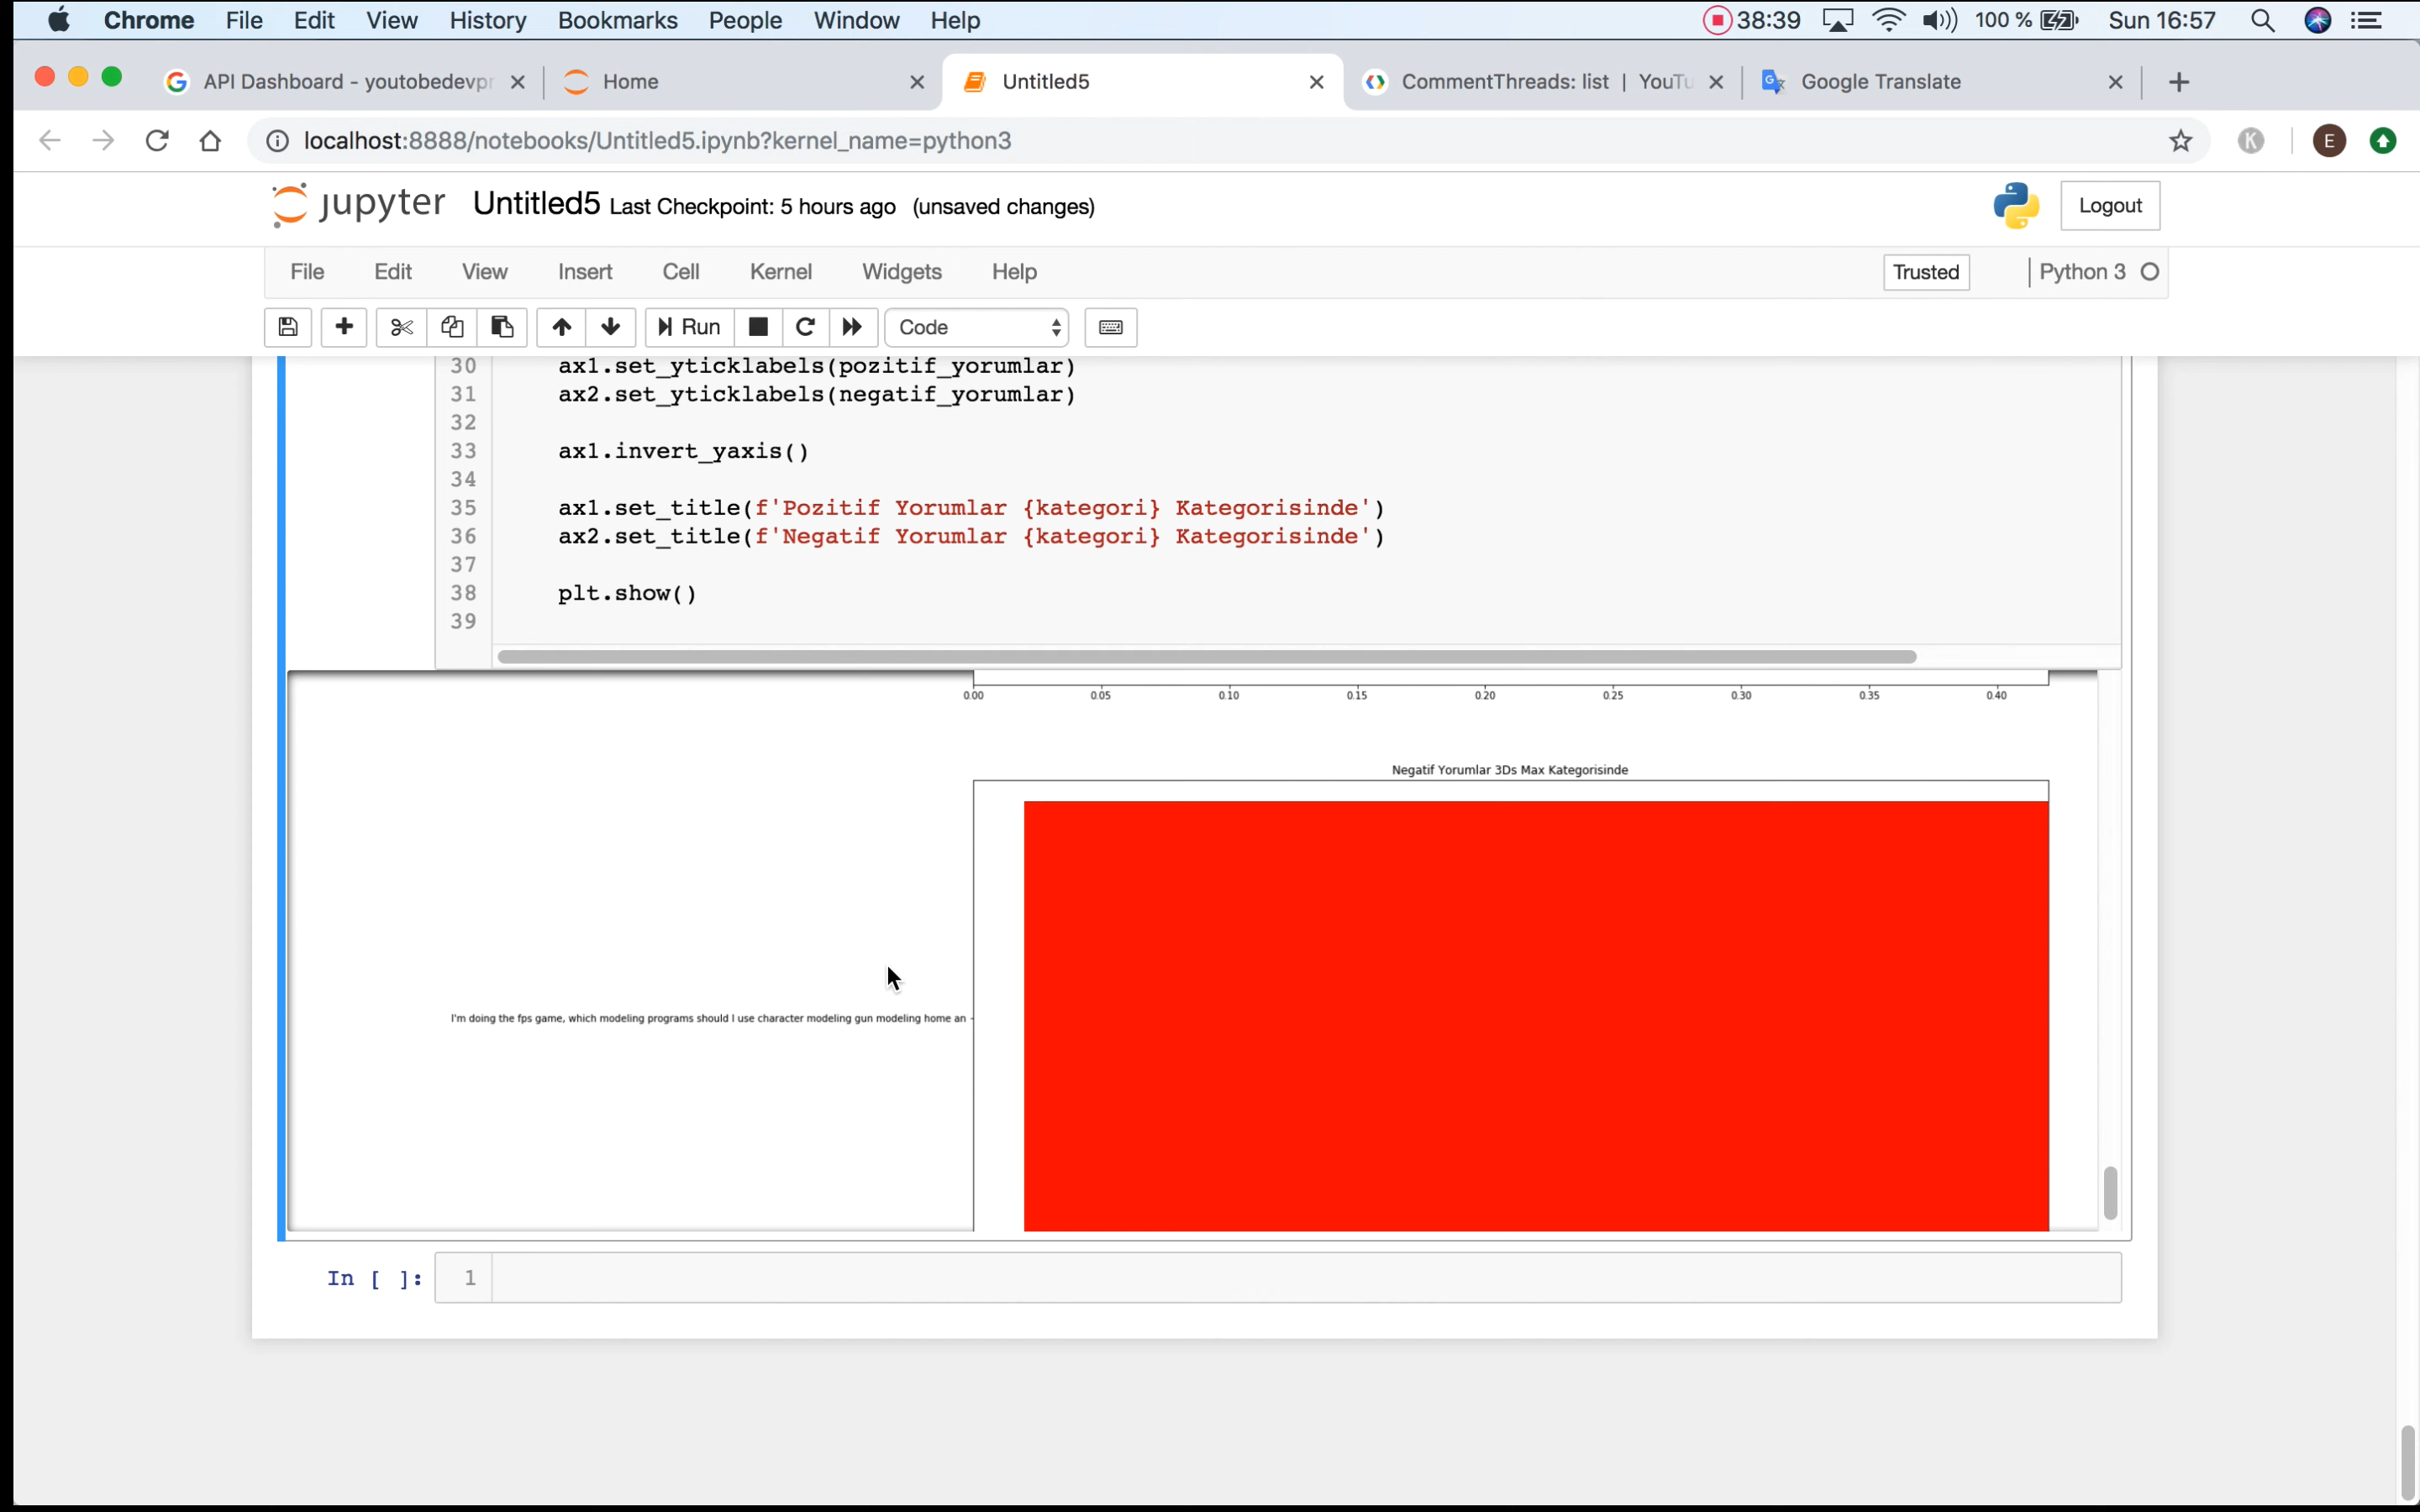 Chrome File Edit View History Bookmarks People Window Help 38:39 100 % Sun 16:57
API Dashboard - youtobedevpr Home Untitled5 CommentThreads: list | YouTu Google Translate
localhost:8888/notebooks/Untitled5.ipynb?kernel_name=python3 K E
jupyter Untitled5 Last Checkpoint: 5 hours ago (unsaved changes) Logout
File Edit View Insert Cell Kernel Widgets Help Trusted Python 3
Run Code
30 ax1.set_yticklabels(pozitif_yorumlar)
31 ax2.set_yticklabels(negatif_yorumlar)
32
33 ax1.invert_yaxis()
34
35 ax1.set_title(f'Pozitif Yorumlar {kategori} Kategorisinde')
36 ax2.set_title(f'Negatif Yorumlar {kategori} Kategorisinde')
37
38 plt.show()
39
0.00 0.05 0.10 0.15 0.20 0.25 0.30 0.35 0.40
Negatif Yorumlar 3Ds Max Kategorisinde
I'm doing the fps game, which modeling programs should I use character modeling gun modeling home an
In [ ]: 1